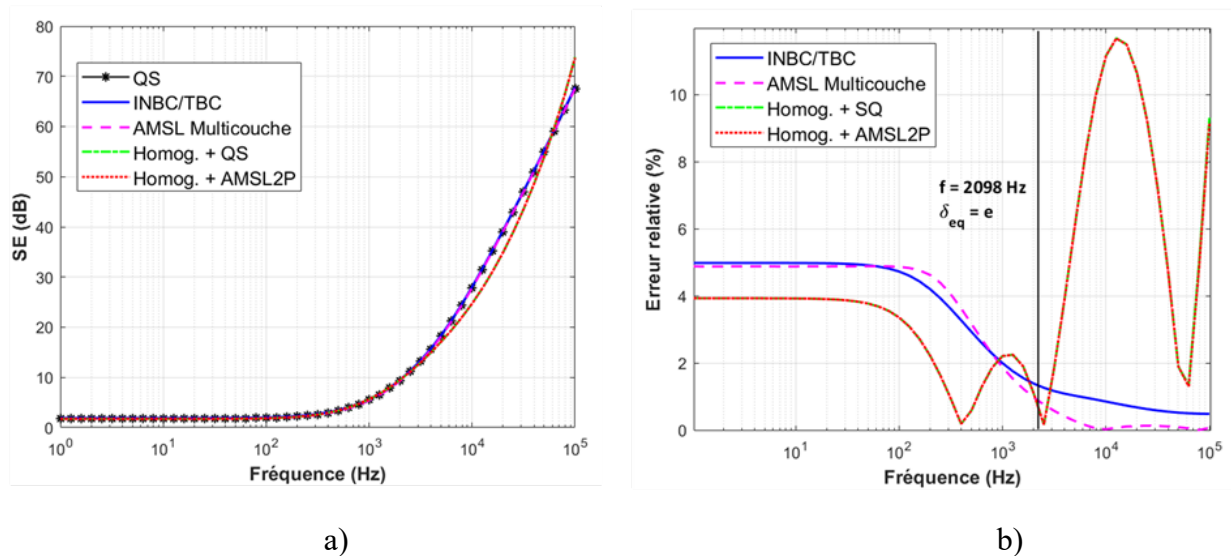 80
70
60
50
40
30
20
10
0
SE (dB)
QS
INBC/TBC
AMSL Multicouche
Homog. + QS
Homog. + AMSL2P
10^0
10^1
10^2
10^3
10^4
10^5
Fréquence (Hz)
a)
10
8
6
4
2
0
Erreur relative (%)
INBC/TBC
AMSL Multicouche
Homog. + SQ
Homog. + AMSL2P
f = 2098 Hz
δ_eq = e
10^1
10^2
10^3
10^4
10^5
Fréquence (Hz)
b)